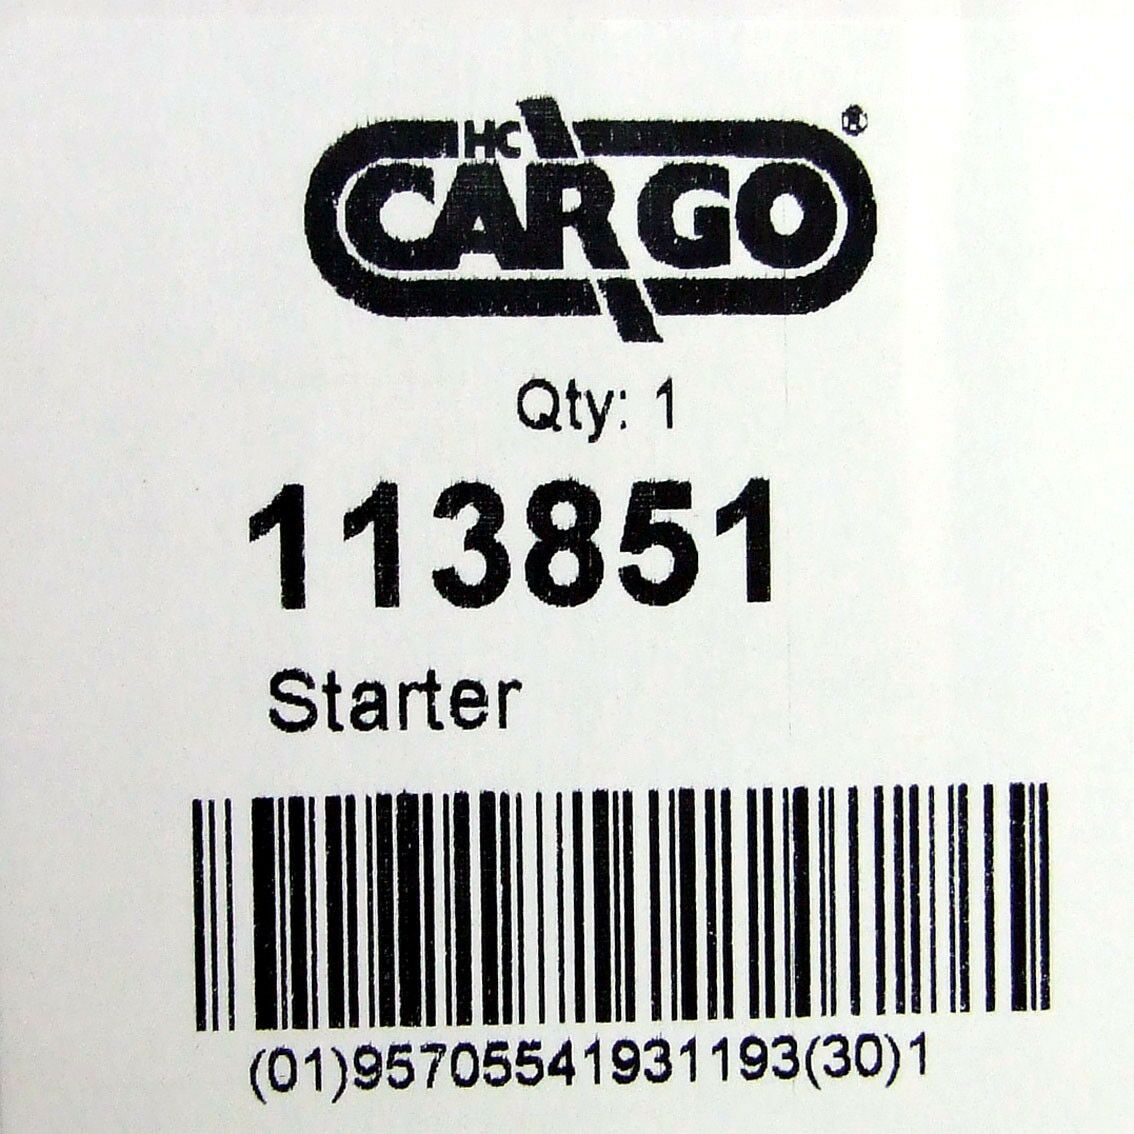 HC
CARGO®
Qty: 1
113851
Starter
(01)95705541931193(30)1